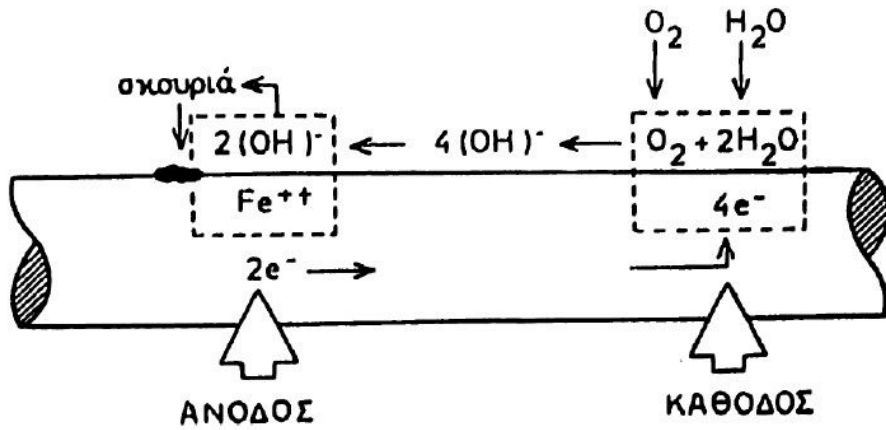 O₂ H₂O
σκουριά
2(OH)⁻ 4(OH)⁻ O₂ + 2H₂O
Fe⁺⁺ 4e⁻
2e⁻
ΑΝΟΔΟΣ ΚΑΘΟΔΟΣ